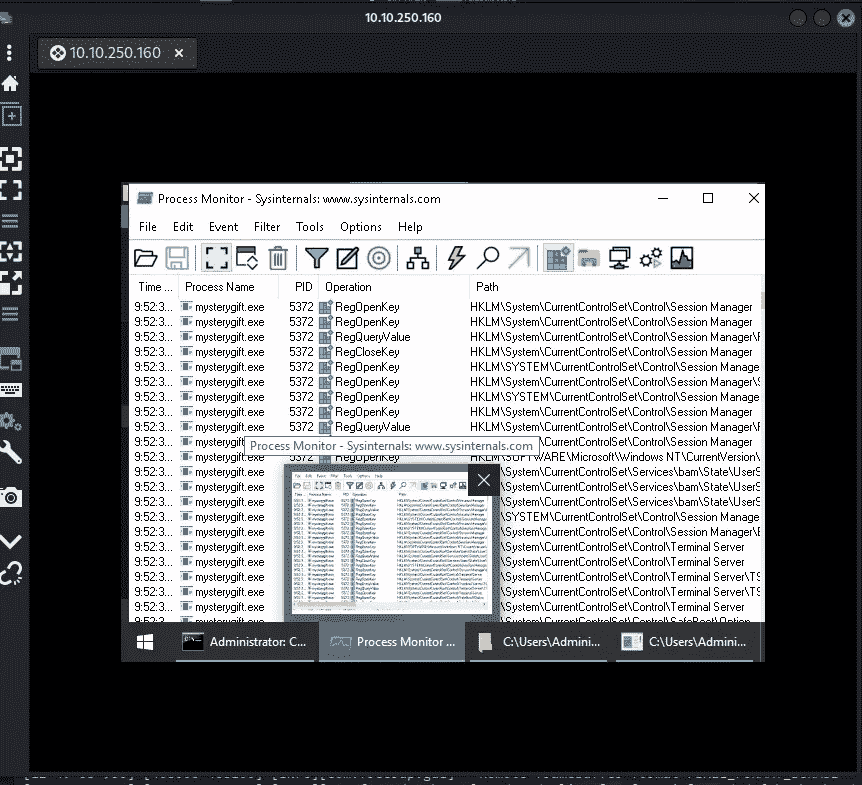 10.10.250.160
10.10.250.160
Process Monitor - Sysinternals: www.sysinternals.com
File Edit Event Filter Tools Options Help
Time ... Process Name PID Operation Path
9:52:3... mysterygift.exe 5372 RegOpenKey HKLM\System\CurrentControlSet\Control\Session Manager
9:52:3... mysterygift.exe 5372 RegOpenKey HKLM\System\CurrentControlSet\Control\Session Manager
9:52:3... mysterygift.exe 5372 RegQueryValue HKLM\System\CurrentControlSet\Control\Session Manager\
9:52:3... mysterygift.exe 5372 RegCloseKey HKLM\System\CurrentControlSet\Control\Session Manager
9:52:3... mysterygift.exe 5372 RegOpenKey HKLM\SYSTEM\CurrentControlSet\Control\Session Manage
9:52:3... mysterygift.exe 5372 RegOpenKey HKLM\System\CurrentControlSet\Control\Session Manager\
9:52:3... mysterygift.exe 5372 RegOpenKey HKLM\SYSTEM\CurrentControlSet\Control\Session Manage
9:52:3... mysterygift.exe 5372 RegOpenKey HKLM\System\CurrentControlSet\Control\Session Manager
9:52:3... mysterygift.exe 5372 RegQueryValue HKLM\System\CurrentControlSet\Control\Session Manager
9:52:3... mysterygift.exe \CurrentControlSet\Control\Session Manager
Process Monitor - Sysinternals: www.sysinternals.com
9:52:3... mysterygift.exe 5372 RegOpenKey HKLM\SOFTWARE\Microsoft\Windows NT\CurrentVersion\
9:52:3... mysterygift.exe \System\CurrentControlSet\Services\bam\State\UserS
9:52:3... mysterygift.exe \System\CurrentControlSet\Services\bam\State\UserS
9:52:3... mysterygift.exe \System\CurrentControlSet\Services\bam\State\UserS
9:52:3... mysterygift.exe \SYSTEM\CurrentControlSet\Control\Session Manage
9:52:3... mysterygift.exe \System\CurrentControlSet\Control\Session Manager\
9:52:3... mysterygift.exe \System\CurrentControlSet\Control\Terminal Server
9:52:3... mysterygift.exe \System\CurrentControlSet\Control\Terminal Server
9:52:3... mysterygift.exe \System\CurrentControlSet\Control\Terminal Server
9:52:3... mysterygift.exe \System\CurrentControlSet\Control\Terminal Server\TS
9:52:3... mysterygift.exe \System\CurrentControlSet\Control\Terminal Server
Administrator: C... Process Monitor ... C:\Users\Admini... C:\Users\Admini...